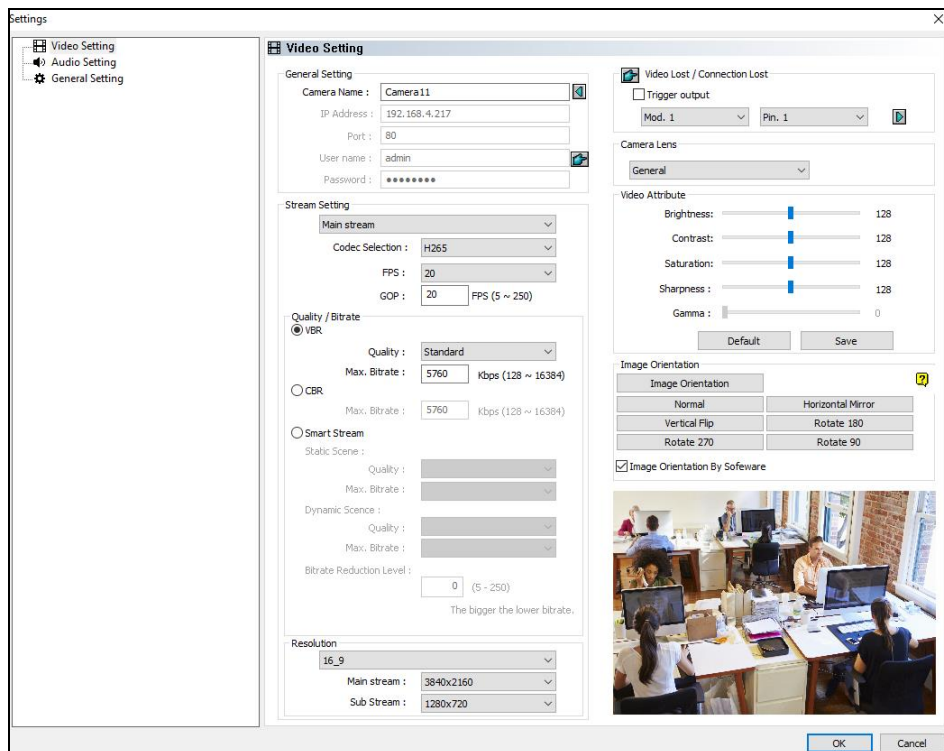 Settings
Video Setting
Audio Setting
General Setting
Video Setting
General Setting
Camera Name : Camera11
IP Address : 192.168.4.217
Port : 80
User name : admin
Password : ●●●●●●●●
Stream Setting
Main stream
Codec Selection : H265
FPS : 20
GOP : 20 FPS (5 ~ 250)
Quality / Bitrate
VBR
Quality : Standard
Max. Bitrate : 5760 Kbps (128 ~ 16384)
CBR
Max. Bitrate : 5760 Kbps (128 ~ 16384)
Smart Stream
Static Scene :
Quality :
Max. Bitrate :
Dynamic Scence :
Quality :
Max. Bitrate :
Bitrate Reduction Level :
0 (5 - 250)
The bigger the lower bitrate.
Resolution
16_9
Main stream : 3840x2160
Sub Stream : 1280x720
Video Lost / Connection Lost
Trigger output
Mod. 1 Pin. 1
Camera Lens
General
Video Attribute
Brightness: 128
Contrast: 128
Saturation: 128
Sharpness : 128
Gamma : 0
Default Save
Image Orientation
Image Orientation ?
Normal Horizontal Mirror
Vertical Flip Rotate 180
Rotate 270 Rotate 90
Image Orientation By Sofeware
OK Cancel